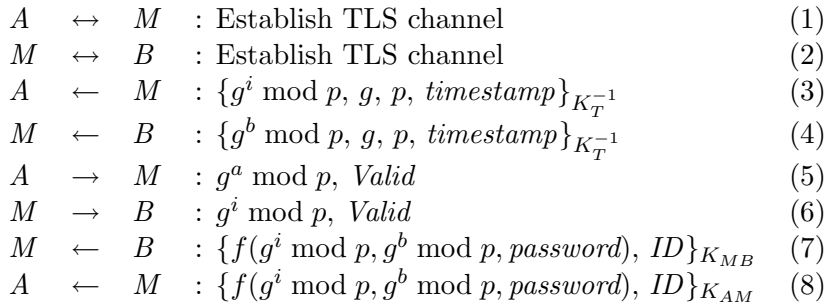 A ↔ M : Establish TLS channel (1)
M ↔ B : Establish TLS channel (2)
A ← M : {g^i mod p, g, p, timestamp}_{K_T^{-1}} (3)
M ← B : {g^b mod p, g, p, timestamp}_{K_T^{-1}} (4)
A → M : g^a mod p, Valid (5)
M → B : g^i mod p, Valid (6)
M ← B : {f(g^i mod p, g^b mod p, password), ID}_{K_{MB}} (7)
A ← M : {f(g^i mod p, g^b mod p, password), ID}_{K_{AM}} (8)